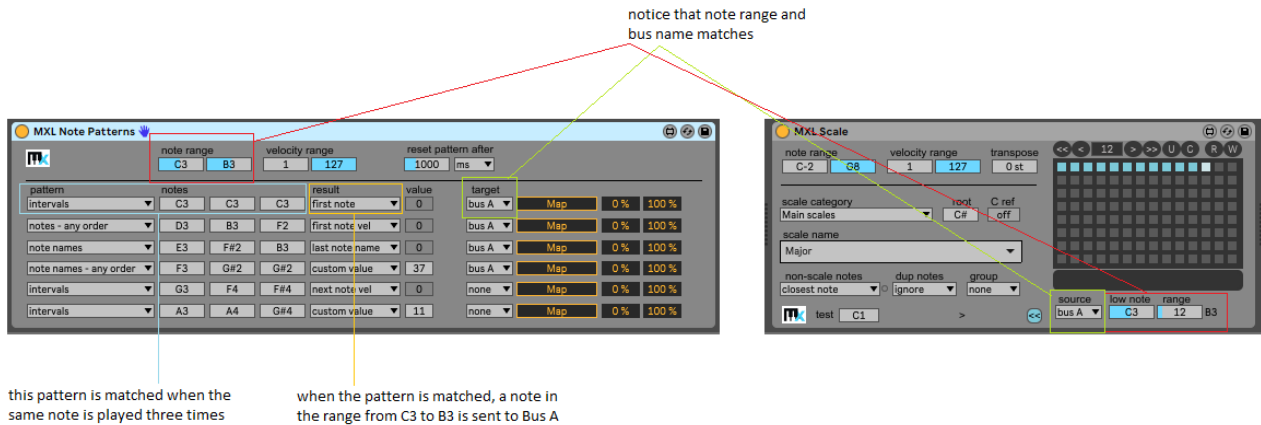 notice that note range and
bus name matches
MXL Note Patterns
note range
velocity range
reset pattern after
C3 B3 1 127 1000 ms
pattern notes result value target
intervals C3 C3 C3 first note 0 bus A Map 0 % 100 %
notes - any order D3 B3 F2 first note vel 0 bus A Map 0 % 100 %
note names E3 F#2 B3 last note name 0 bus A Map 0 % 100 %
note names - any order F3 G#2 G#2 custom value 37 bus A Map 0 % 100 %
intervals G3 F4 F#4 next note vel 0 none Map 0 % 100 %
intervals A3 A4 G#4 custom value 11 none Map 0 % 100 %
MXL Scale
note range velocity range transpose
C-2 G8 1 127 0 st
<< < 12 > >> U C R W
scale category root C ref
Main scales C# off
scale name
Major
non-scale notes dup notes group
closest note ignore none
mx test C1 > <<
source low note range
bus A C3 12 B3
this pattern is matched when the
same note is played three times
when the pattern is matched, a note in
the range from C3 to B3 is sent to Bus A